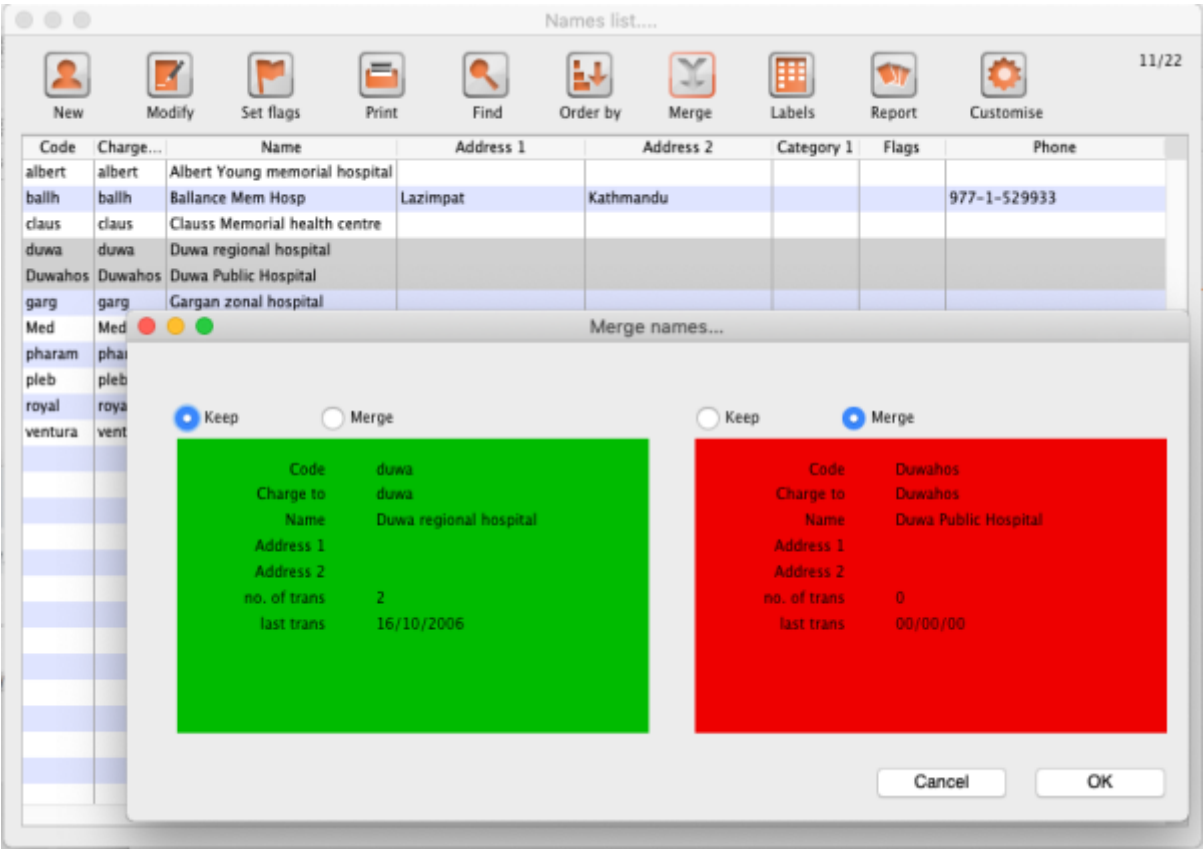 Names list....
11/22
New Modify Set flags Print Find Order by Merge Labels Report Customise
Code Charge... Name Address 1 Address 2 Category 1 Flags Phone
albert albert Albert Young memorial hospital
ballh ballh Ballance Mem Hosp Lazimpat Kathmandu 977-1-529933
claus claus Clauss Memorial health centre
duwa duwa Duwa regional hospital
Duwahos Duwahos Duwa Public Hospital
garg garg Gargan zonal hospital
Med Med
pharam phar
pleb pleb
royal roya
ventura vent
Merge names...
Keep Merge
Code duwa
Charge to duwa
Name Duwa regional hospital
Address 1
Address 2
no. of trans 2
last trans 16/10/2006
Keep Merge
Code Duwahos
Charge to Duwahos
Name Duwa Public Hospital
Address 1
Address 2
no. of trans 0
last trans 00/00/00
Cancel OK